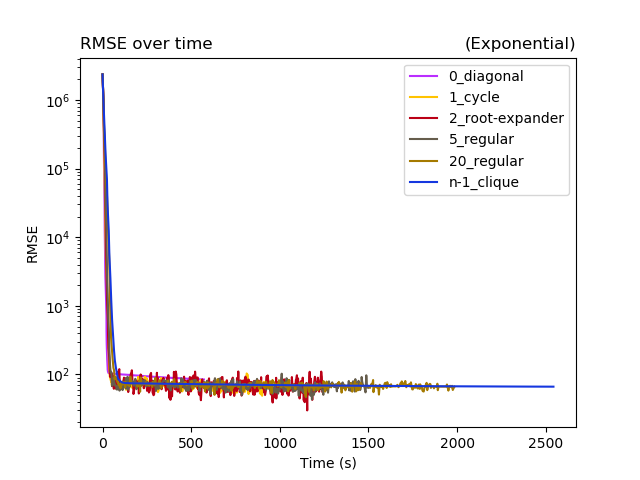 RMSE over time (Exponential)
0_diagonal
1_cycle
2_root-expander
5_regular
20_regular
n-1_clique
RMSE
10^6
10^5
10^4
10^3
10^2
0 500 1000 1500 2000 2500
Time (s)